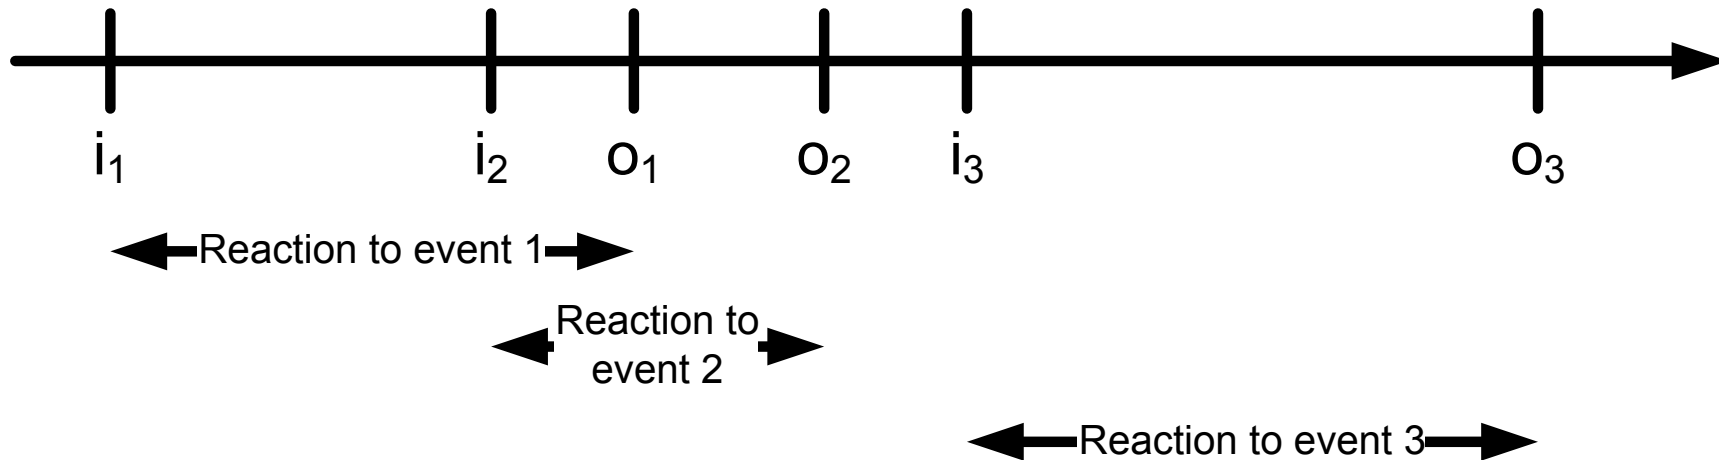 i₁ i₂ o₁ o₂ i₃ o₃
Reaction to event 1
Reaction to
event 2
Reaction to event 3